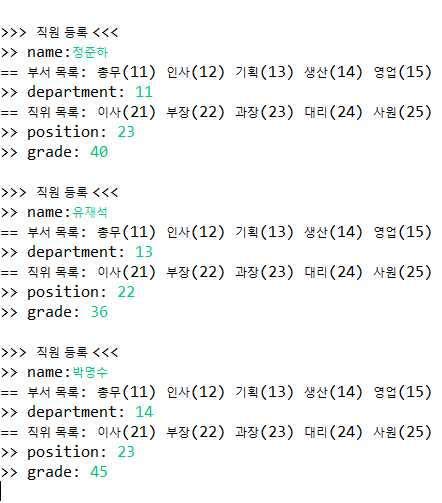 >>> 직원 등록 <<<
>> name:정준하
== 부서 목록: 총무(11) 인사(12) 기획(13) 생산(14) 영업(15)
>> department: 11
== 직위 목록: 이사(21) 부장(22) 과장(23) 대리(24) 사원(25)
>> position: 23
>> grade: 40
>>> 직원 등록 <<<
>> name:유재석
== 부서 목록: 총무(11) 인사(12) 기획(13) 생산(14) 영업(15)
>> department: 13
== 직위 목록: 이사(21) 부장(22) 과장(23) 대리(24) 사원(25)
>> position: 22
>> grade: 36
>>> 직원 등록 <<<
>> name:박명수
== 부서 목록: 총무(11) 인사(12) 기획(13) 생산(14) 영업(15)
>> department: 14
== 직위 목록: 이사(21) 부장(22) 과장(23) 대리(24) 사원(25)
>> position: 23
>> grade: 45